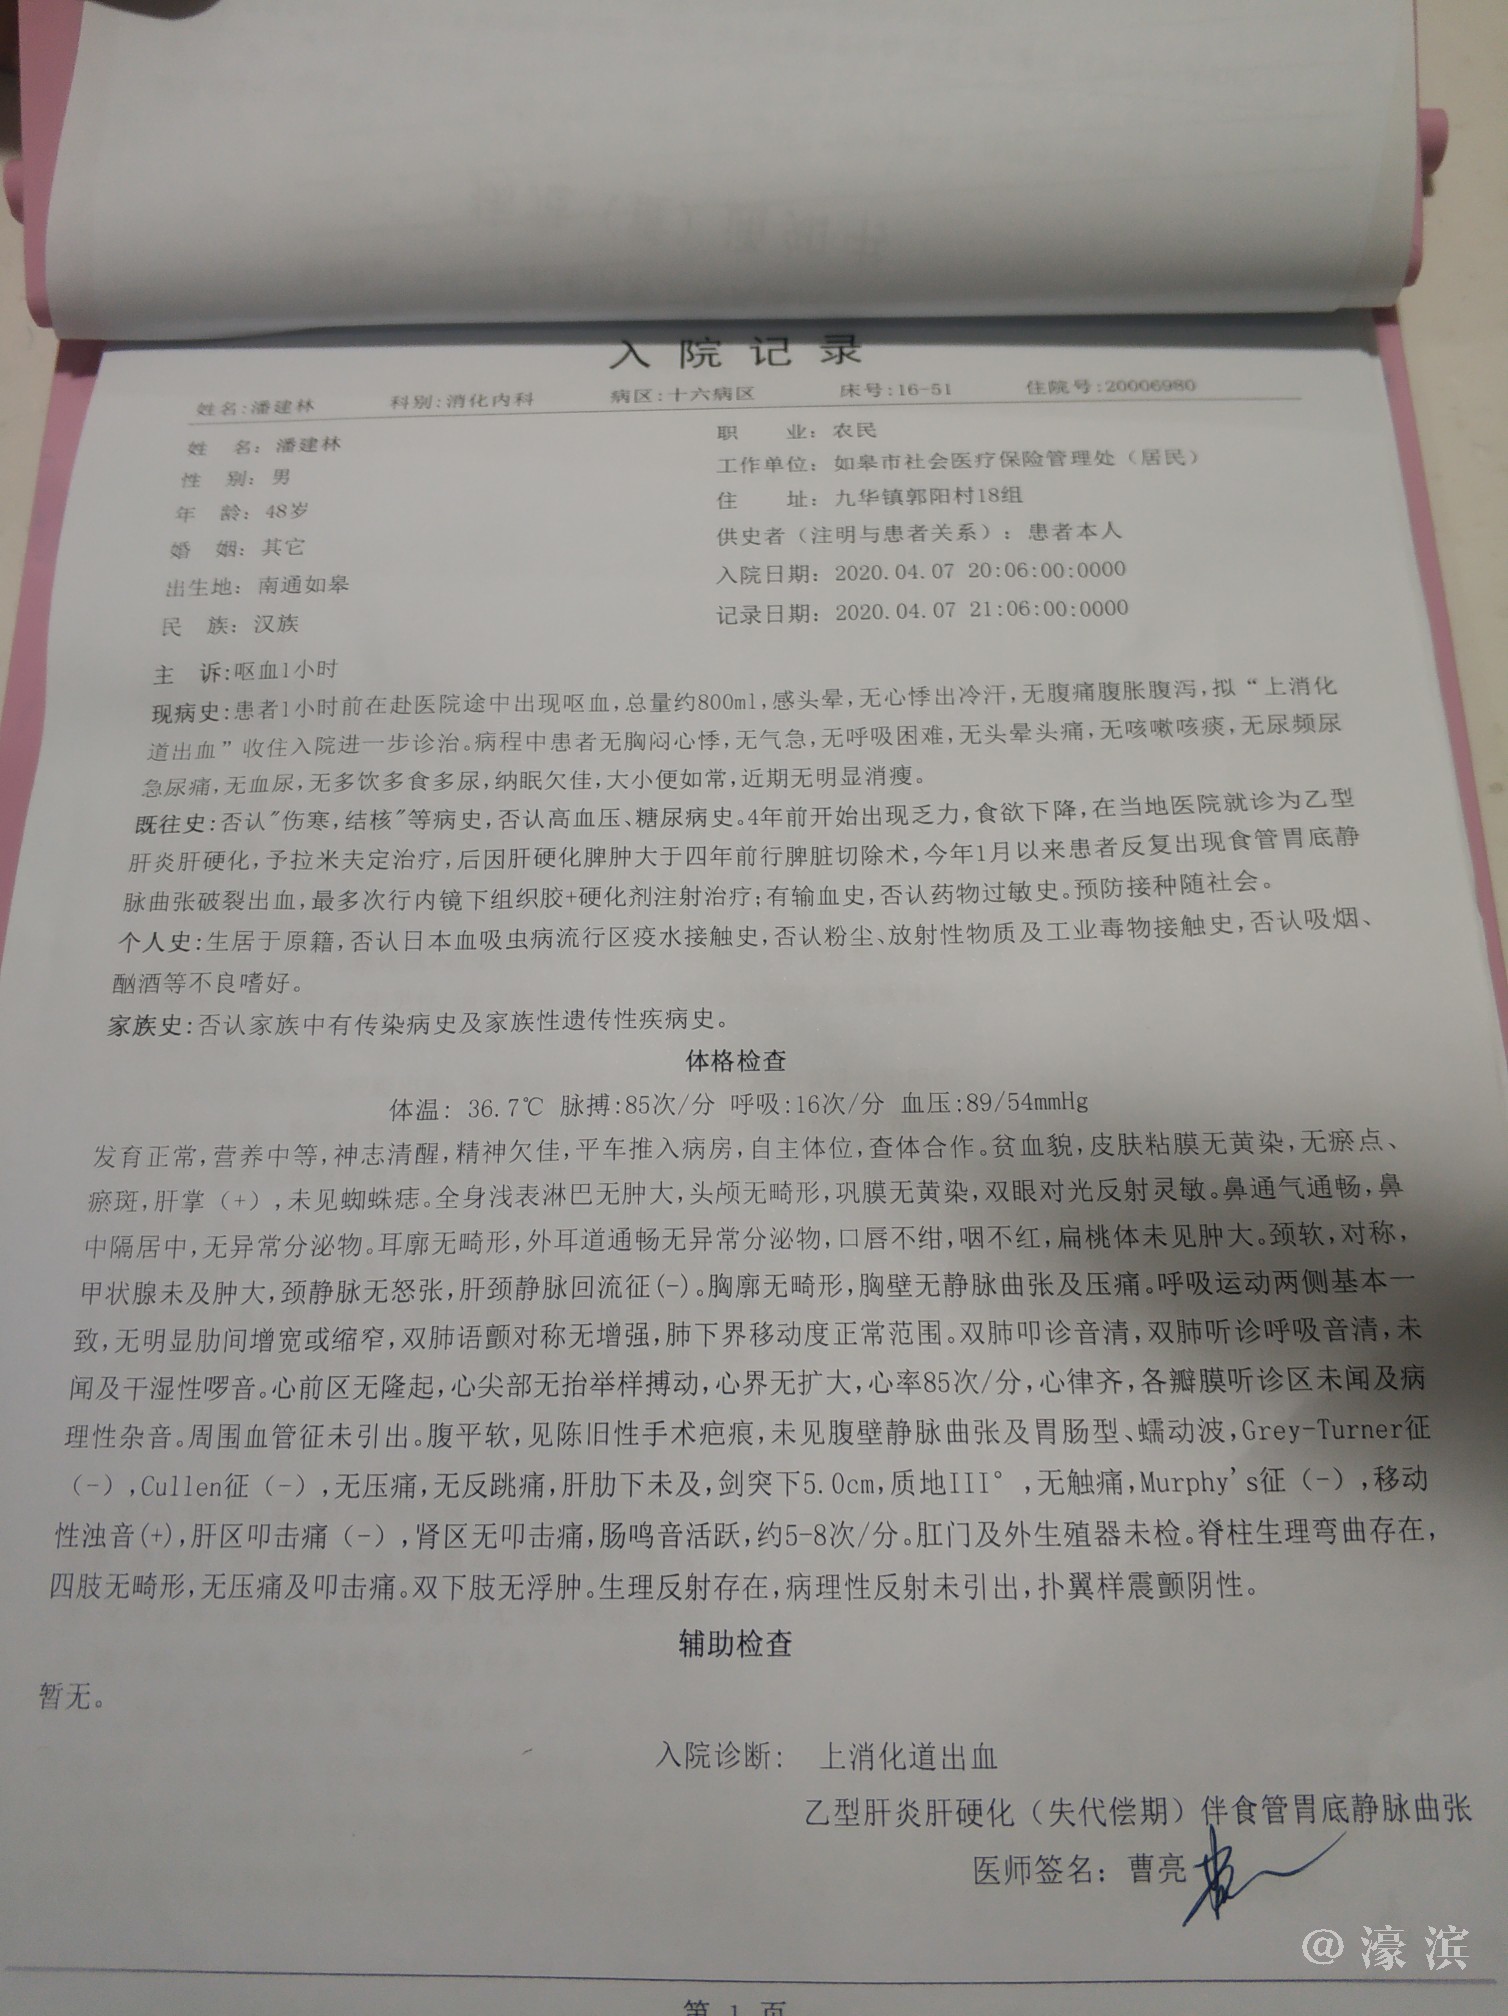 入院记录
姓名:潘建林 科别:消化内科 病区:十六病区 床号:16-51 住院号:20006980
姓 名: 潘建林
性 别: 男
年 龄: 48岁
婚 姻: 其它
出生地: 南通如皋
民 族: 汉族
职 业: 农民
工作单位: 如皋市社会医疗保险管理处（居民）
住 址: 九华镇郭阳村18组
供史者（注明与患者关系）: 患者本人
入院日期: 2020.04.07 20:06:00:0000
记录日期: 2020.04.07 21:06:00:0000
主 诉:呕血1小时
现病史:患者1小时前在赴医院途中出现呕血,总量约800ml,感头晕,无心悸出冷汗,无腹痛腹胀腹泻,拟“上消化
道出血”收住入院进一步诊治。病程中患者无胸闷心悸,无气急,无呼吸困难,无头晕头痛,无咳嗽咳痰,无尿频尿
急尿痛,无血尿,无多饮多食多尿,纳眠欠佳,大小便如常,近期无明显消瘦。
既往史:否认"伤寒,结核"等病史,否认高血压、糖尿病史。4年前开始出现乏力,食欲下降,在当地医院就诊为乙型
肝炎肝硬化,予拉米夫定治疗,后因肝硬化脾肿大于四年前行脾脏切除术,今年1月以来患者反复出现食管胃底静
脉曲张破裂出血,最多次行内镜下组织胶+硬化剂注射治疗;有输血史,否认药物过敏史。预防接种随社会。
个人史:生居于原籍,否认日本血吸虫病流行区疫水接触史,否认粉尘、放射性物质及工业毒物接触史,否认吸烟、
酗酒等不良嗜好。
家族史:否认家族中有传染病史及家族性遗传性疾病史。
体格检查
体温: 36.7℃ 脉搏:85次/分 呼吸:16次/分 血压:89/54mmHg
发育正常,营养中等,神志清醒,精神欠佳,平车推入病房,自主体位,查体合作。贫血貌,皮肤粘膜无黄染,无瘀点、
瘀斑,肝掌（+）,未见蜘蛛痣。全身浅表淋巴无肿大,头颅无畸形,巩膜无黄染,双眼对光反射灵敏。鼻通气通畅,鼻
中隔居中,无异常分泌物。耳廓无畸形,外耳道通畅无异常分泌物,口唇不绀,咽不红,扁桃体未见肿大。颈软,对称,
甲状腺未及肿大,颈静脉无怒张,肝颈静脉回流征(-)。胸廓无畸形,胸壁无静脉曲张及压痛。呼吸运动两侧基本一
致,无明显肋间增宽或缩窄,双肺语颤对称无增强,肺下界移动度正常范围。双肺叩诊音清,双肺听诊呼吸音清,未
闻及干湿性啰音。心前区无隆起,心尖部无抬举样搏动,心界无扩大,心率85次/分,心律齐,各瓣膜听诊区未闻及病
理性杂音。周围血管征未引出。腹平软,见陈旧性手术疤痕,未见腹壁静脉曲张及胃肠型、蠕动波,Grey-Turner征
（-）,Cullen征（-）,无压痛,无反跳痛,肝肋下未及,剑突下5.0cm,质地III°,无触痛,Murphy's征（-）,移动
性浊音(+),肝区叩击痛（-）,肾区无叩击痛,肠鸣音活跃,约5-8次/分。肛门及外生殖器未检。脊柱生理弯曲存在,
四肢无畸形,无压痛及叩击痛。双下肢无浮肿。生理反射存在,病理性反射未引出,扑翼样震颤阴性。
辅助检查
暂无。
入院诊断: 上消化道出血
乙型肝炎肝硬化（失代偿期）伴食管胃底静脉曲张
医师签名: 曹亮
@濠滨
第 1 页